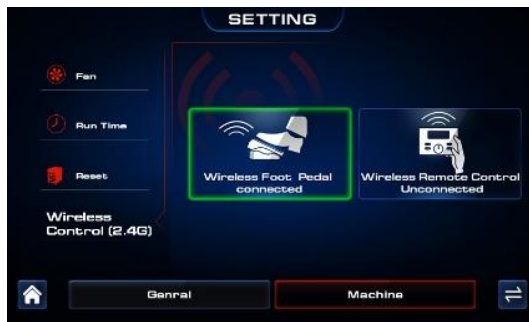 SETTING
Fan
Run Time
Reset
Wireless
Control (2.4G)
Wireless Foot Pedal
connected
Wireless Remote Control
Unconnected
Genral
Machine